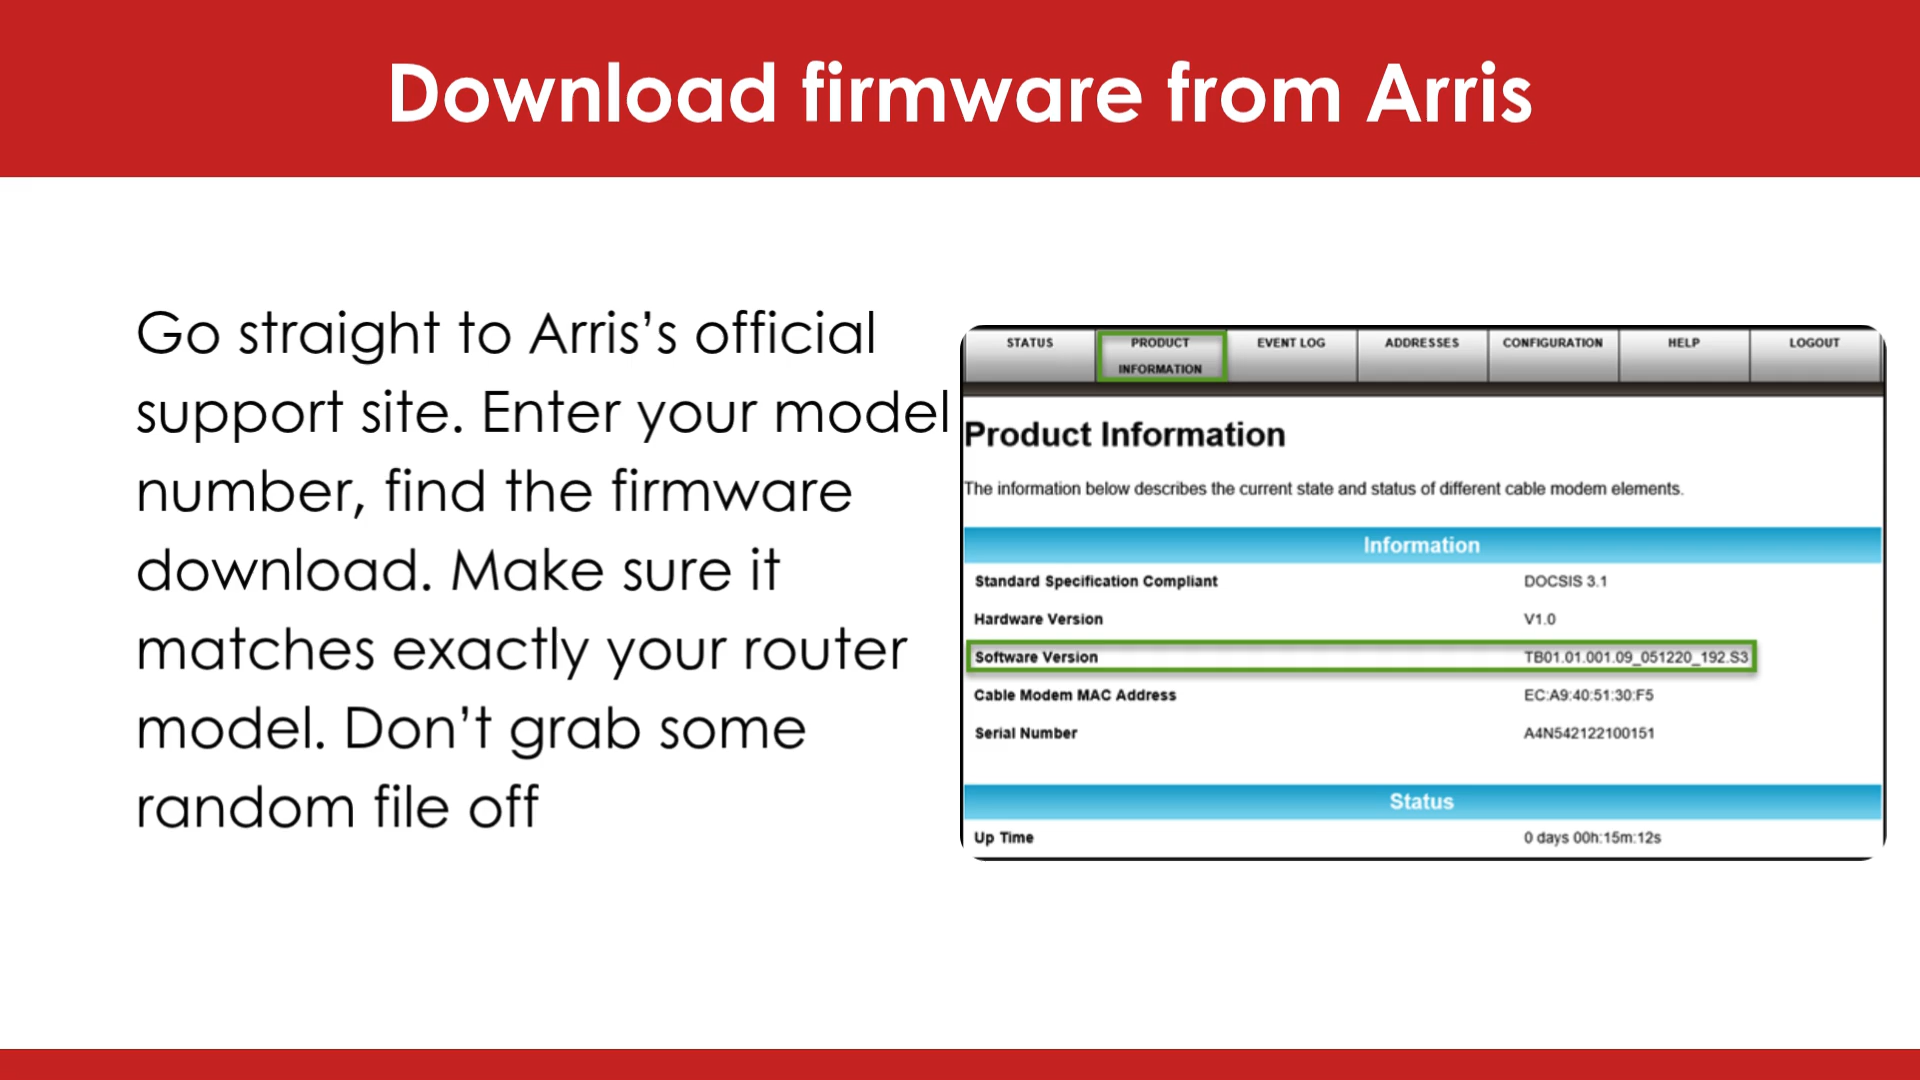 Download firmware from Arris
Go straight to Arris’s official
support site. Enter your model
number, find the firmware
download. Make sure it
matches exactly your router
model. Don’t grab some
random file off
STATUS
PRODUCT
INFORMATION
EVENT LOG
ADDRESSES
CONFIGURATION
HELP
LOGOUT
Product Information
The information below describes the current state and status of different cable modem elements.
Information
Standard Specification Compliant DOCSIS 3.1
Hardware Version V1.0
Software Version TB01.01.001.09_051220_192.S3
Cable Modem MAC Address EC:A9:40:51:30:F5
Serial Number A4N542122100151
Status
Up Time 0 days 00h:15m:12s